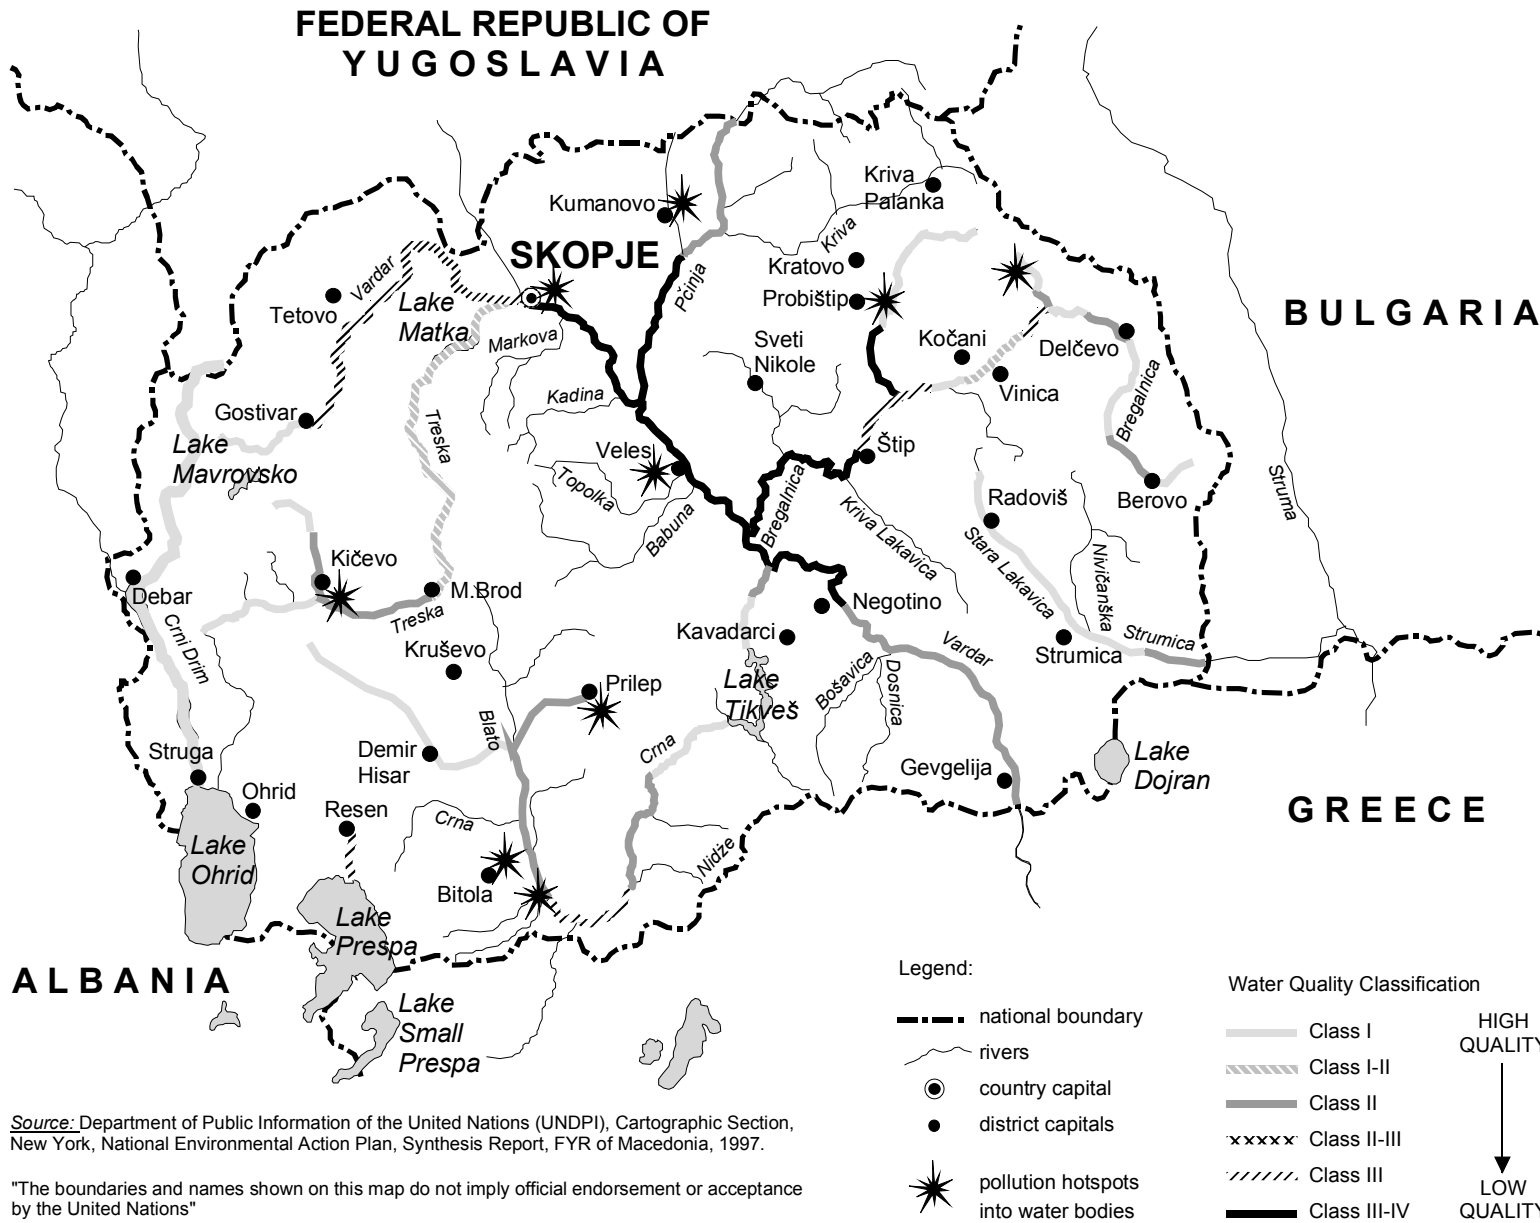 FEDERAL REPUBLIC OF
YUGOSLAVIA
Kriva
Palanka
Kumanovo
SKOPJE
Kriva
Kratovo
Probištip
Pčinja
Vardar
Tetovo
Lake
Matka
Markova
Sveti
Nikole
Kočani
Delčevo
Vinica
BULGARIA
Kadina
Gostivar
Treska
Bregalnica
Lake
Mavrovsko
Veles
Štip
Topolka
Babuna
Bregalnica
Kriva Lakavica
Radoviš
Berovo
Struma
Stara Lakavica
Nivičanška
Kičevo
Debar
M.Brod
Treska
Crni Drim
Negotino
Kavadarci
Vardar
Strumica
Strumica
Kruševo
Prilep
Lake
Tikveš
Bošavica
Dosnica
Blato
Crna
Struga
Demir
Hisar
Gevgelija
Lake
Dojran
Ohrid
Resen
GREECE
Crna
Lake
Ohrid
Nidže
Bitola
Lake
Prespa
ALBANIA
Lake
Small
Prespa
Legend:
national boundary
rivers
country capital
district capitals
pollution hotspots
into water bodies
Water Quality Classification
Class I
Class I-II
Class II
Class II-III
Class III
Class III-IV
HIGH
QUALITY
LOW
QUALITY
Source: Department of Public Information of the United Nations (UNDPI), Cartographic Section,
New York, National Environmental Action Plan, Synthesis Report, FYR of Macedonia, 1997.
"The boundaries and names shown on this map do not imply official endorsement or acceptance
by the United Nations"